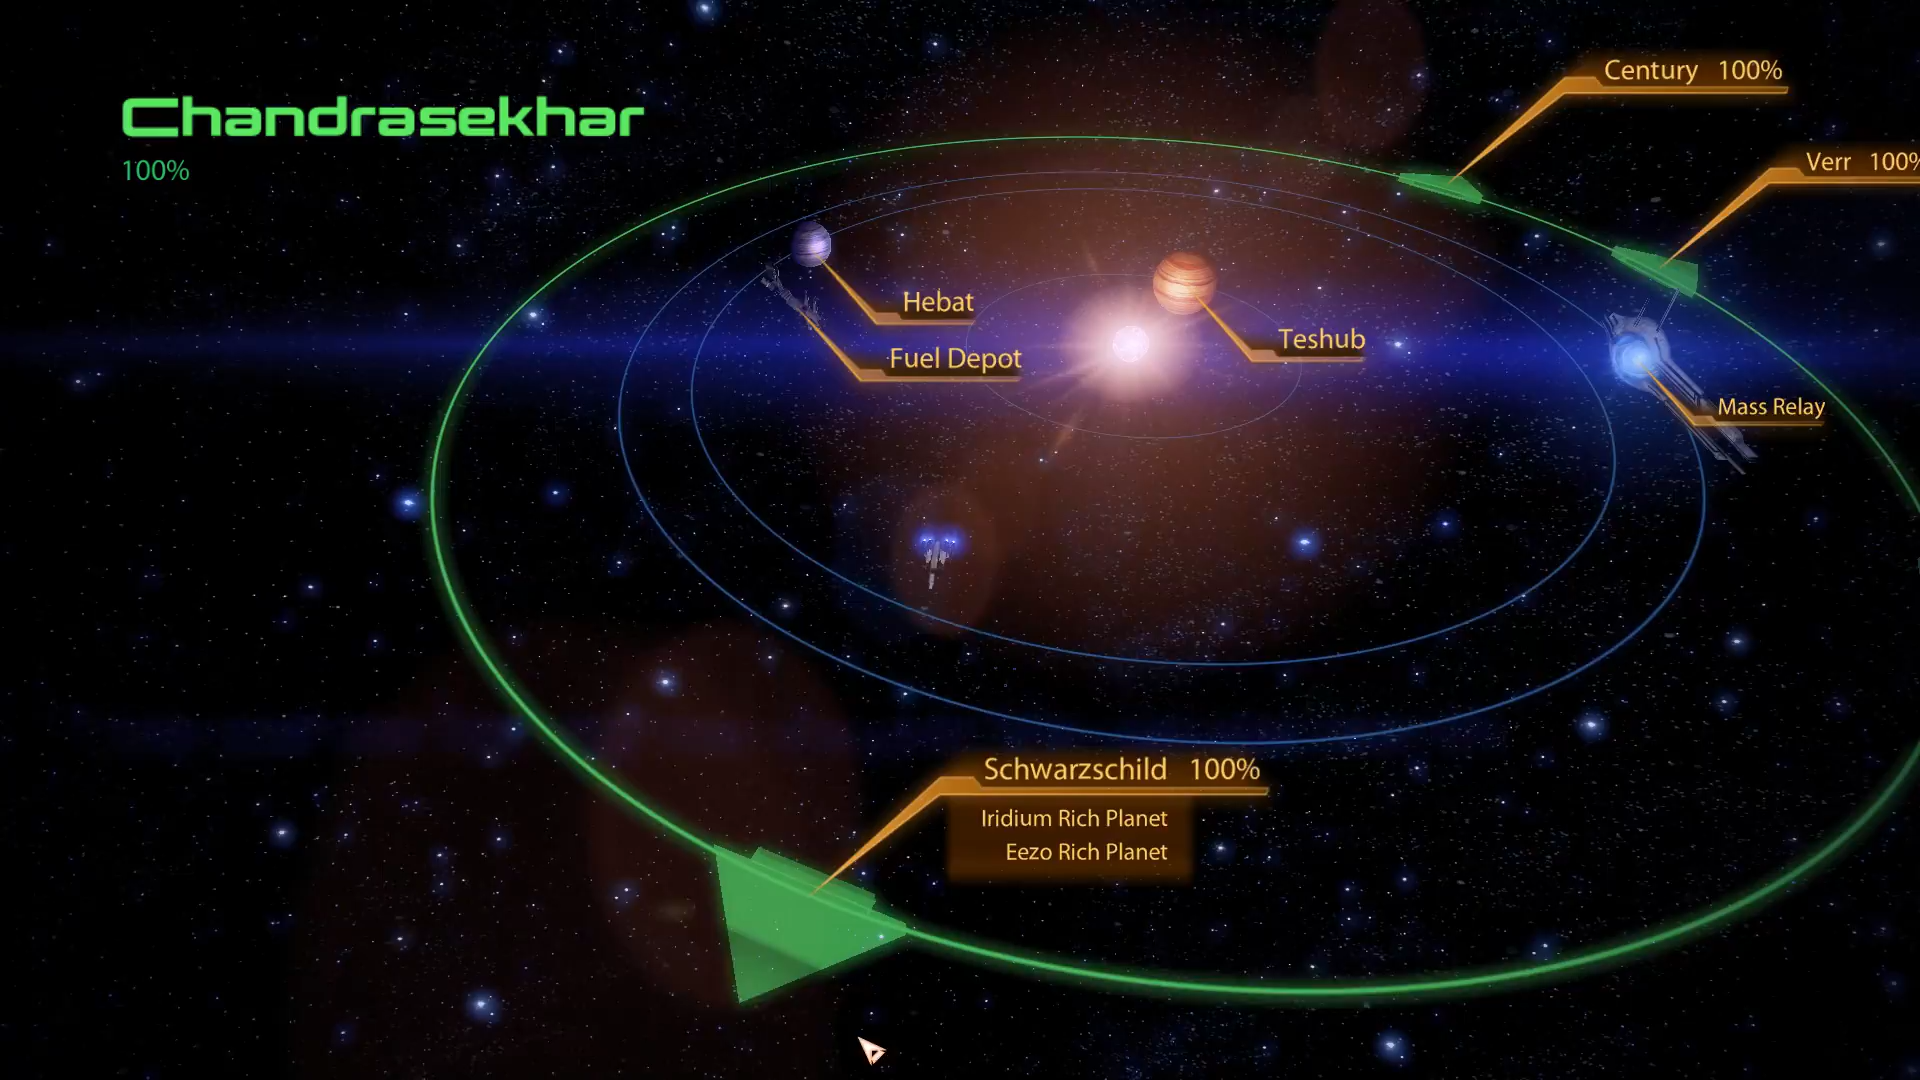 Chandrasekhar
100%
Century 100%
Verr 100%
Hebat
Fuel Depot
Teshub
Mass Relay
Schwarzschild 100%
Iridium Rich Planet
Eezo Rich Planet